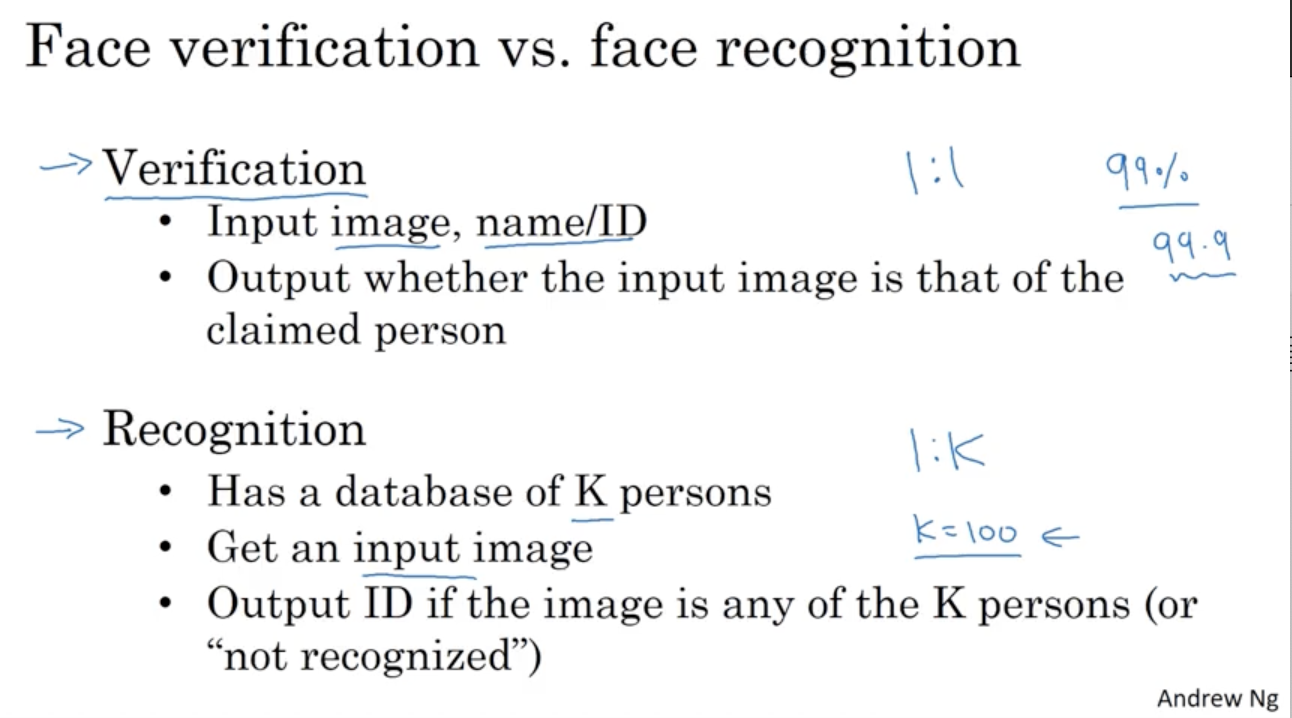 Face verification vs. face recognition
→ Verification 1:1 99%
• Input image, name/ID 99.9
• Output whether the input image is that of the
claimed person
→ Recognition 1:K
• Has a database of K persons
• Get an input image K=100 ←
• Output ID if the image is any of the K persons (or
“not recognized”)
Andrew Ng